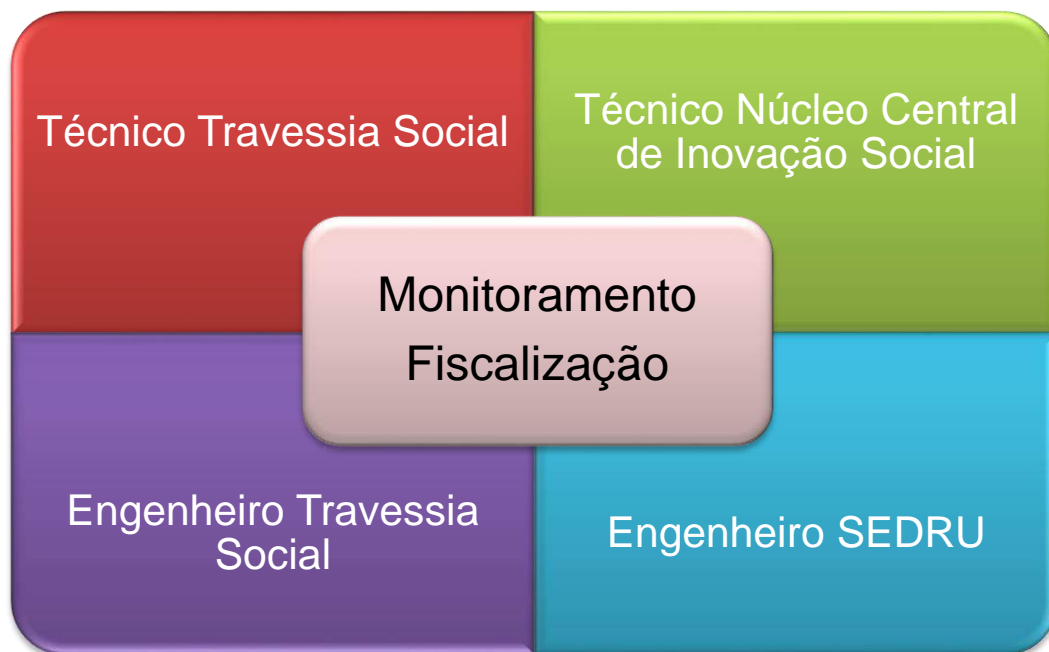 Técnico Travessia Social
Técnico Núcleo Central
de Inovação Social
Monitoramento
Fiscalização
Engenheiro Travessia
Social
Engenheiro SEDRU